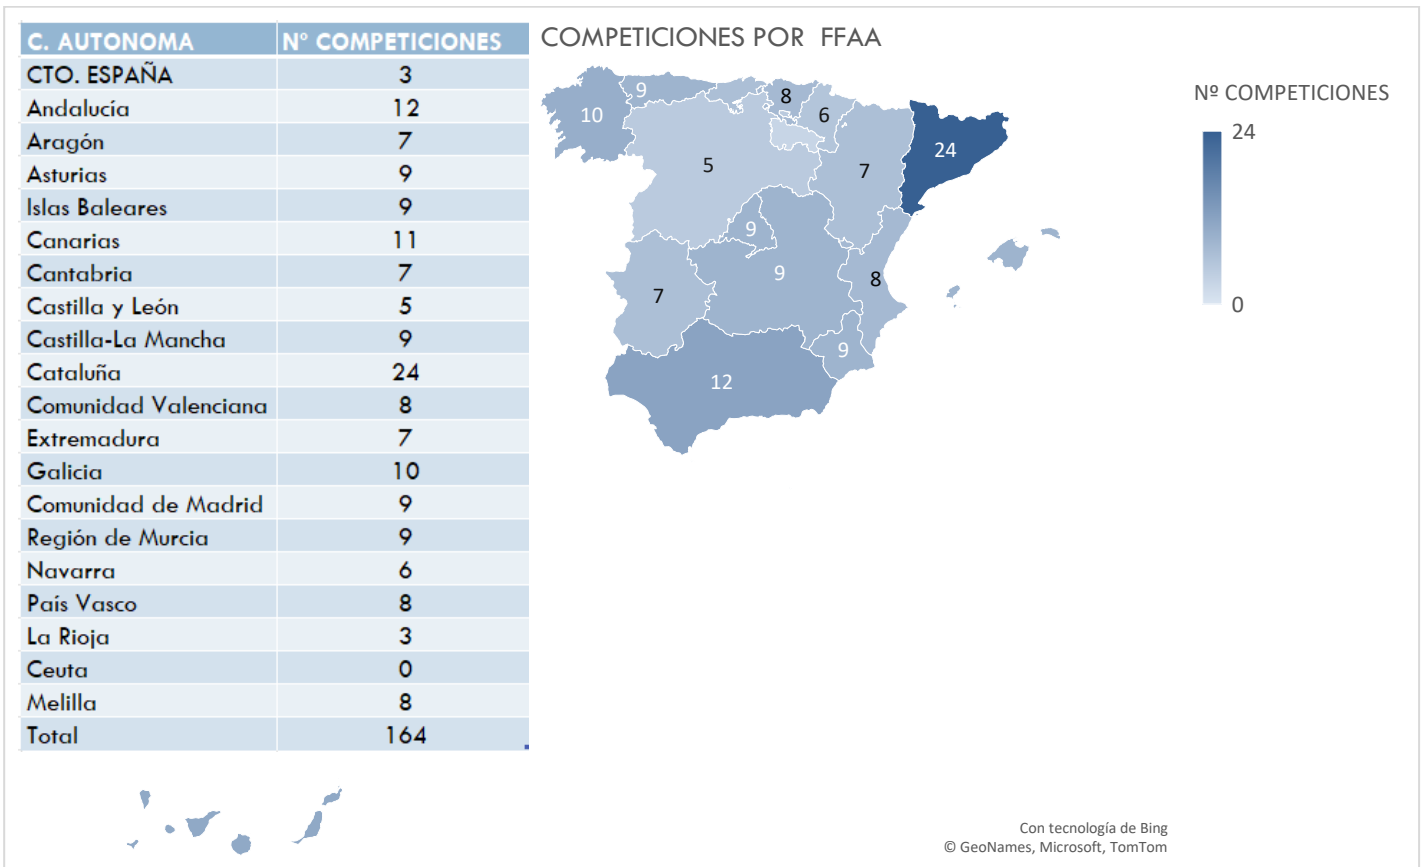 C. AUTONOMA Nº COMPETICIONES
CTO. ESPAÑA 3
Andalucía 12
Aragón 7
Asturias 9
Islas Baleares 9
Canarias 11
Cantabria 7
Castilla y León 5
Castilla-La Mancha 9
Cataluña 24
Comunidad Valenciana 8
Extremadura 7
Galicia 10
Comunidad de Madrid 9
Región de Murcia 9
Navarra 6
País Vasco 8
La Rioja 3
Ceuta 0
Melilla 8
Total 164
COMPETICIONES POR FFAA
9
8
10
6
24
5
7
9
9
8
7
9
12
Nº COMPETICIONES
24
0
Con tecnología de Bing
© GeoNames, Microsoft, TomTom